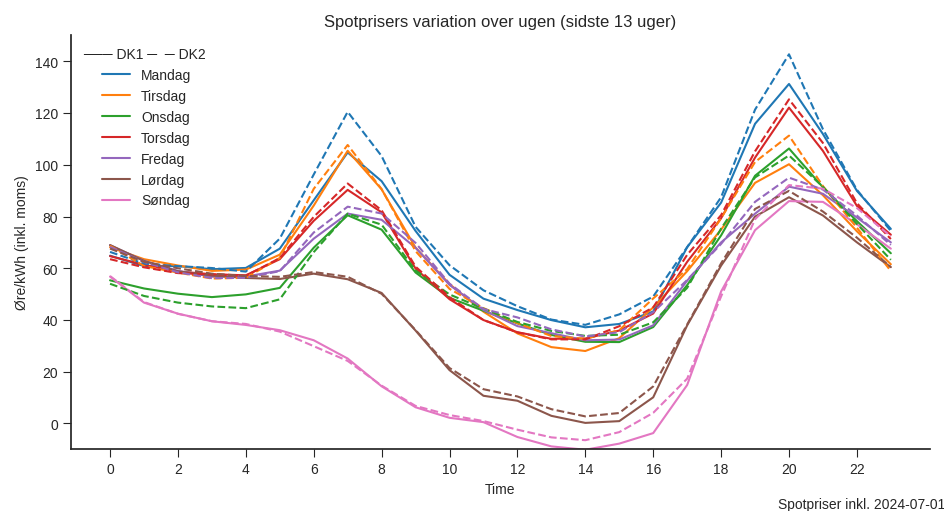 Spotprisers variation over ugen (sidste 13 uger)
DK1 DK2
Mandag
Tirsdag
Onsdag
Torsdag
Fredag
Lørdag
Søndag
Øre/kWh (inkl. moms)
140
120
100
80
60
40
20
0
0 2 4 6 8 10 12 14 16 18 20 22
Time
Spotpriser inkl. 2024-07-01